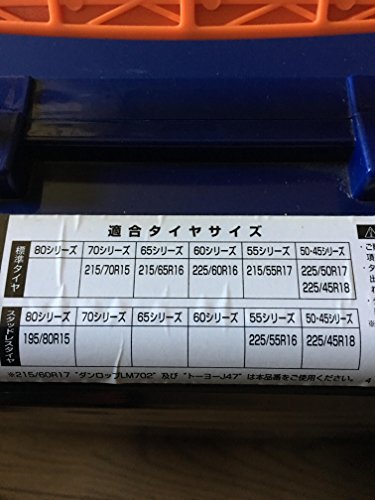 適合タイヤサイズ
標準タイヤ
80シリーズ 70シリーズ 65シリーズ 60シリーズ 55シリーズ 50-45シリーズ
215/70R15 215/65R16 225/60R16 215/55R17 225/50R17
225/45R18
スタッドレスタイヤ
80シリーズ 70シリーズ 65シリーズ 60シリーズ 55シリーズ 50-45シリーズ
195/80R15 225/55R16 225/45R18
※215/60R17 "ダンロップLM702" 及び "トーヨーJ47" は本品番をご使用ください。